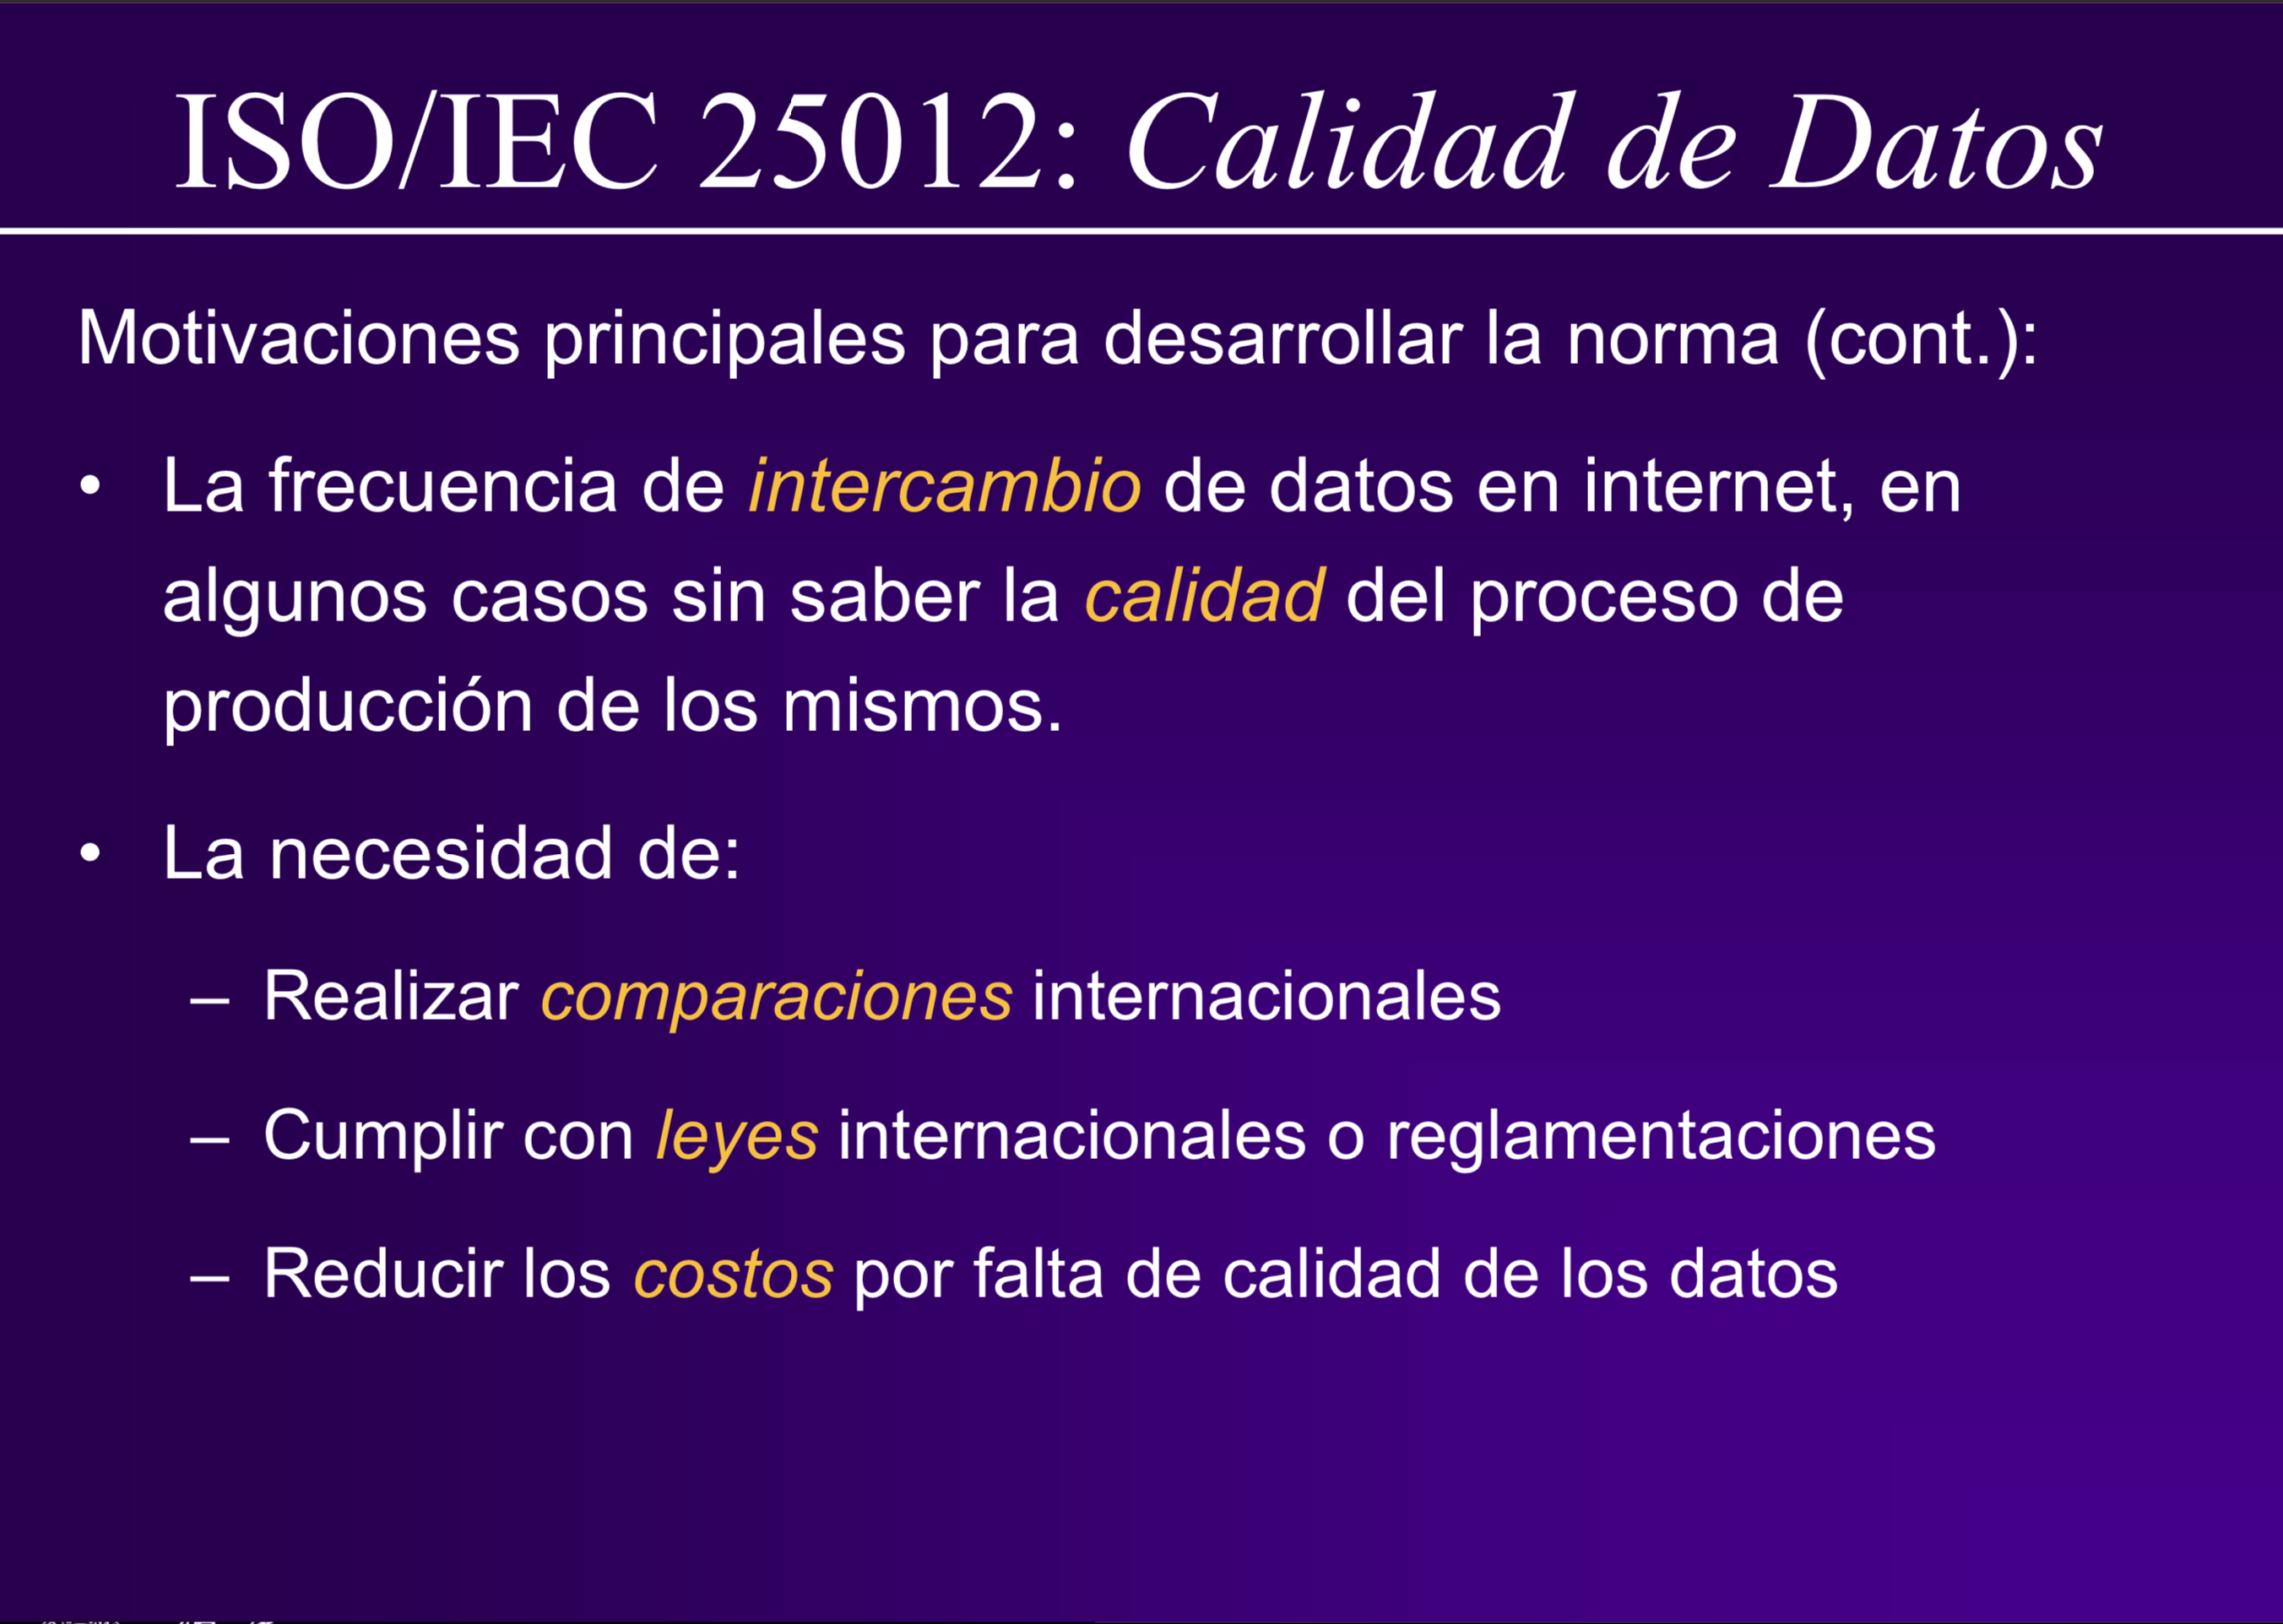 ISO/IEC 25012: Calidad de Datos
Motivaciones principales para desarrollar la norma (cont.):
• La frecuencia de intercambio de datos en internet, en
algunos casos sin saber la calidad del proceso de
producción de los mismos.
• La necesidad de:
– Realizar comparaciones internacionales
– Cumplir con leyes internacionales o reglamentaciones
– Reducir los costos por falta de calidad de los datos